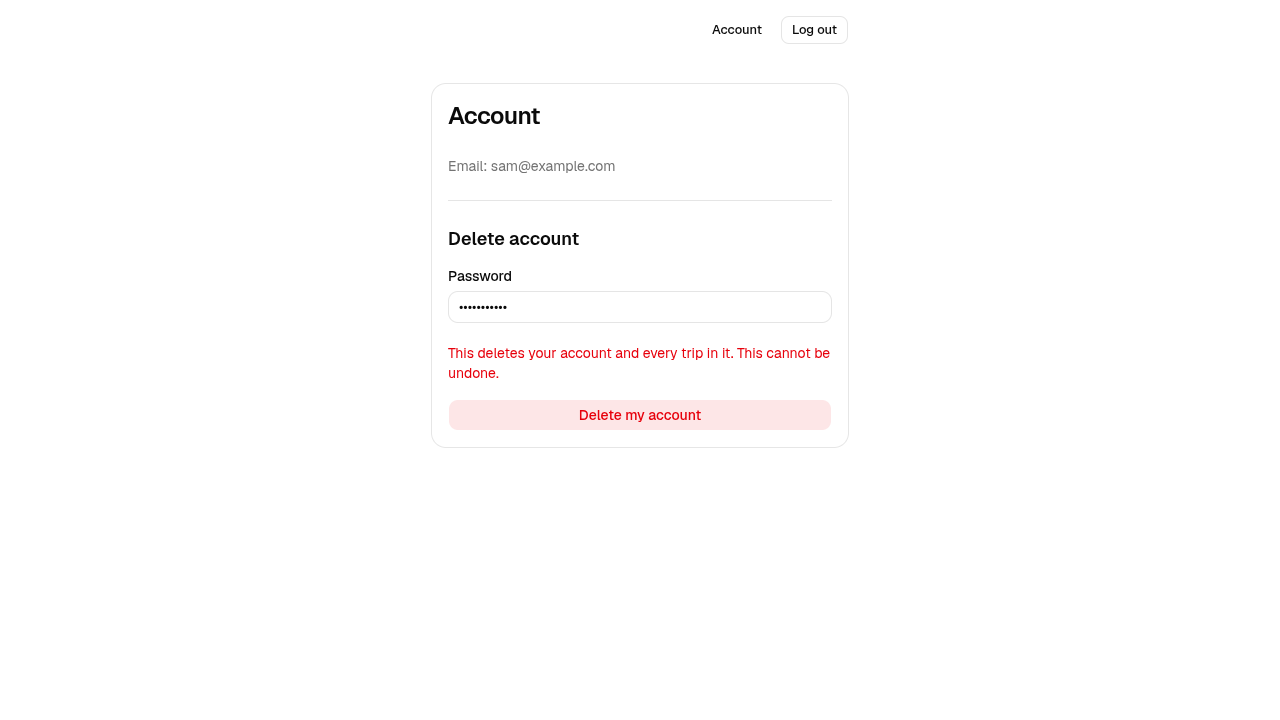 Account
Log out
Account
Email: sam@example.com
Delete account
Password
•••••••••••
This deletes your account and every trip in it. This cannot be
undone.
Delete my account